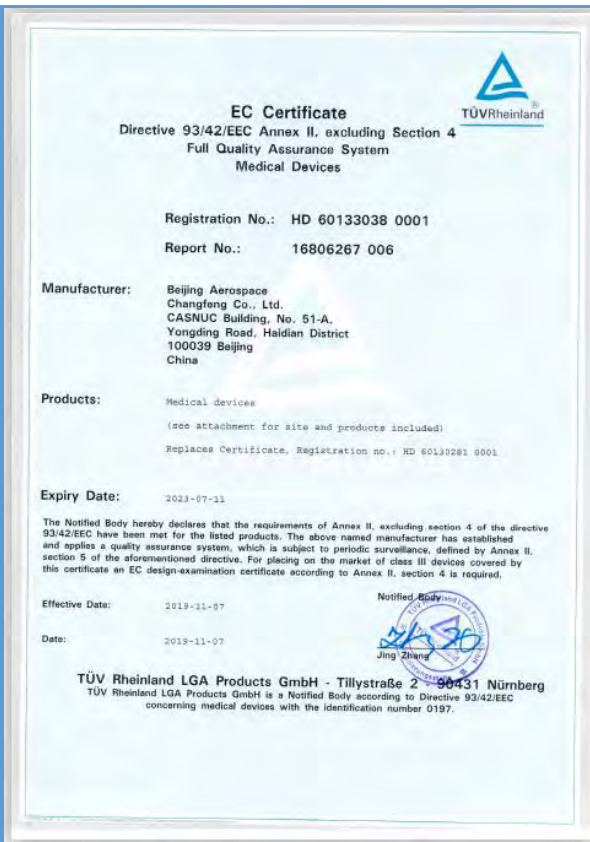 TÜVRheinland®
EC Certificate
Directive 93/42/EEC Annex II, excluding Section 4
Full Quality Assurance System
Medical Devices
Registration No.: HD 60133038 0001
Report No.: 16806267 006
Manufacturer: Beijing Aerospace
Changfeng Co., Ltd.
CASNUC Building, No. 51-A,
Yongding Road, Haidian District
100039 Beijing
China
Products: Medical devices
(see attachment for site and products included)
Replaces Certificate, Registration no.: HD 60130281 0001
Expiry Date: 2023-07-11
The Notified Body hereby declares that the requirements of Annex II, excluding section 4 of the directive
93/42/EEC have been met for the listed products. The above named manufacturer has established
and applies a quality assurance system, which is subject to periodic surveillance, defined by Annex II,
section 5 of the aforementioned directive. For placing on the market of class III devices covered by
this certificate an EC design-examination certificate according to Annex II, section 4 is required.
Effective Date: 2019-11-07
Notified Body
Date: 2019-11-07
Jing Zhang
TÜV Rheinland LGA Products GmbH - Tillystraße 2 - 90431 Nürnberg
TÜV Rheinland LGA Products GmbH is a Notified Body according to Directive 93/42/EEC
concerning medical devices with the identification number 0197.